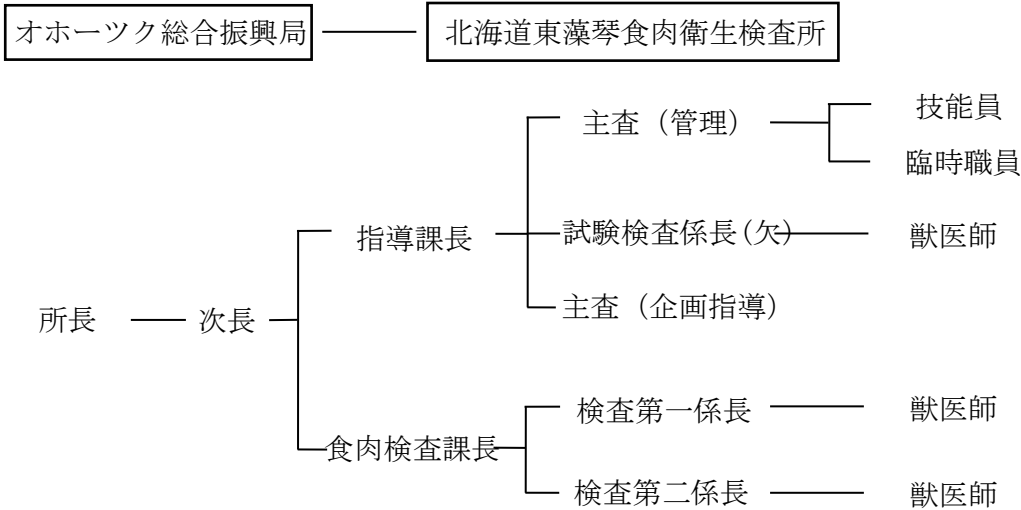 オホーツク総合振興局 北海道東藻琴食肉衛生検査所
技能員
主査（管理）
臨時職員
指導課長 試験検査係長(欠) 獣医師
所長 次長 主査（企画指導）
検査第一係長 獣医師
食肉検査課長
検査第二係長 獣医師